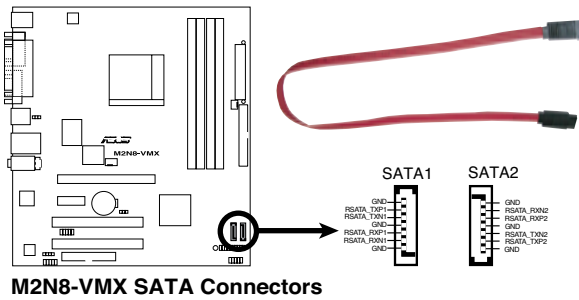 ASUS
M2N8-VMX
SATA1
GND
RSATA_TXP1
RSATA_TXN1
GND
RSATA_RXP1
RSATA_RXN1
GND
SATA2
GND
RSATA_RXN2
RSATA_RXP2
GND
RSATA_TXN2
RSATA_TXP2
GND
M2N8-VMX SATA Connectors